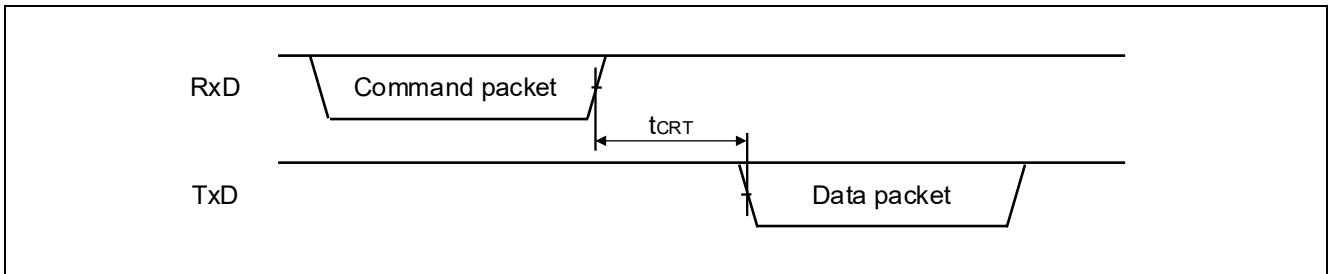 RxD
Command packet
tCRT
TxD
Data packet